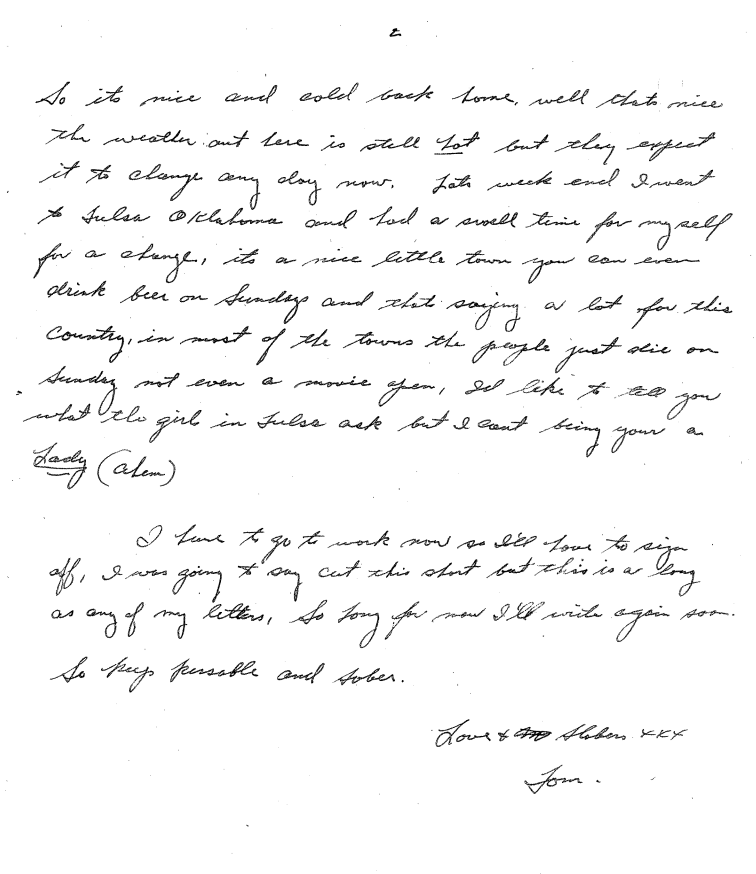 2
So its nice and cold back home, well thats nice
the weather out here is still hot but they expect
it to change any day now. Lats week end I went
to Tulsa Oklahoma and had a swell time for my self
for a change, its a nice little town you can even
drink beer on Sundays and thats saying a lot for this
country, in most of the towns the people just die on
Sunday not even a movie open, I'd like to tell you
what the girls in Tulsa ask but I cant being your a
Lady (ahem)
I have to go to work now so I'll have to sign
off, I was going to say cut this short but this is a long
as any of my letters, So long for now I'll write again soon.
So keep kissable and sober.
Love & Slobers xxx
Tom.